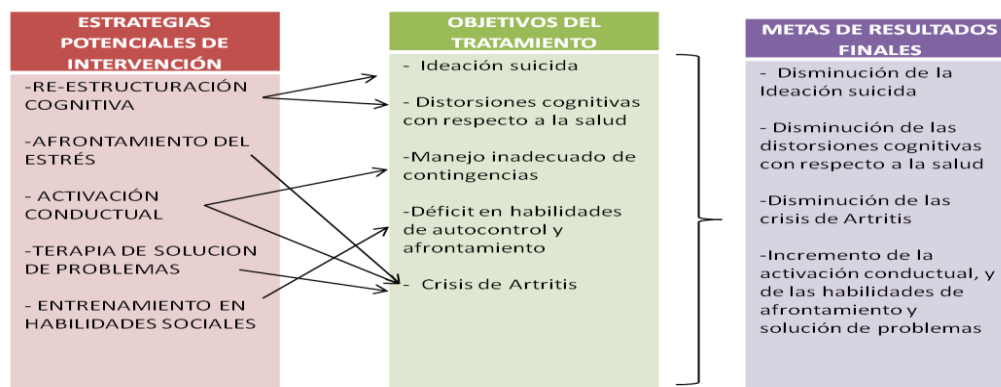 ESTRATEGIAS
POTENCIALES DE
INTERVENCIÓN
-RE-ESTRUCTURACIÓN
COGNITIVA
-AFRONTAMIENTO DEL
ESTRÉS
- ACTIVACIÓN
CONDUCTUAL
-TERAPIA DE SOLUCION
DE PROBLEMAS
- ENTRENAMIENTO EN
HABILIDADES SOCIALES
OBJETIVOS DEL
TRATAMIENTO
- Ideación suicida
- Distorsiones cognitivas
con respecto a la salud
-Manejo inadecuado de
contingencias
-Déficit en habilidades
de autocontrol y
afrontamiento
- Crisis de Artritis
METAS DE RESULTADOS
FINALES
- Disminución de la
Ideación suicida
- Disminución de las
distorsiones cognitivas
con respecto a la salud
-Disminución de las
crisis de Artritis
-Incremento de la
activación conductual, y
de las habilidades de
afrontamiento y
solución de problemas